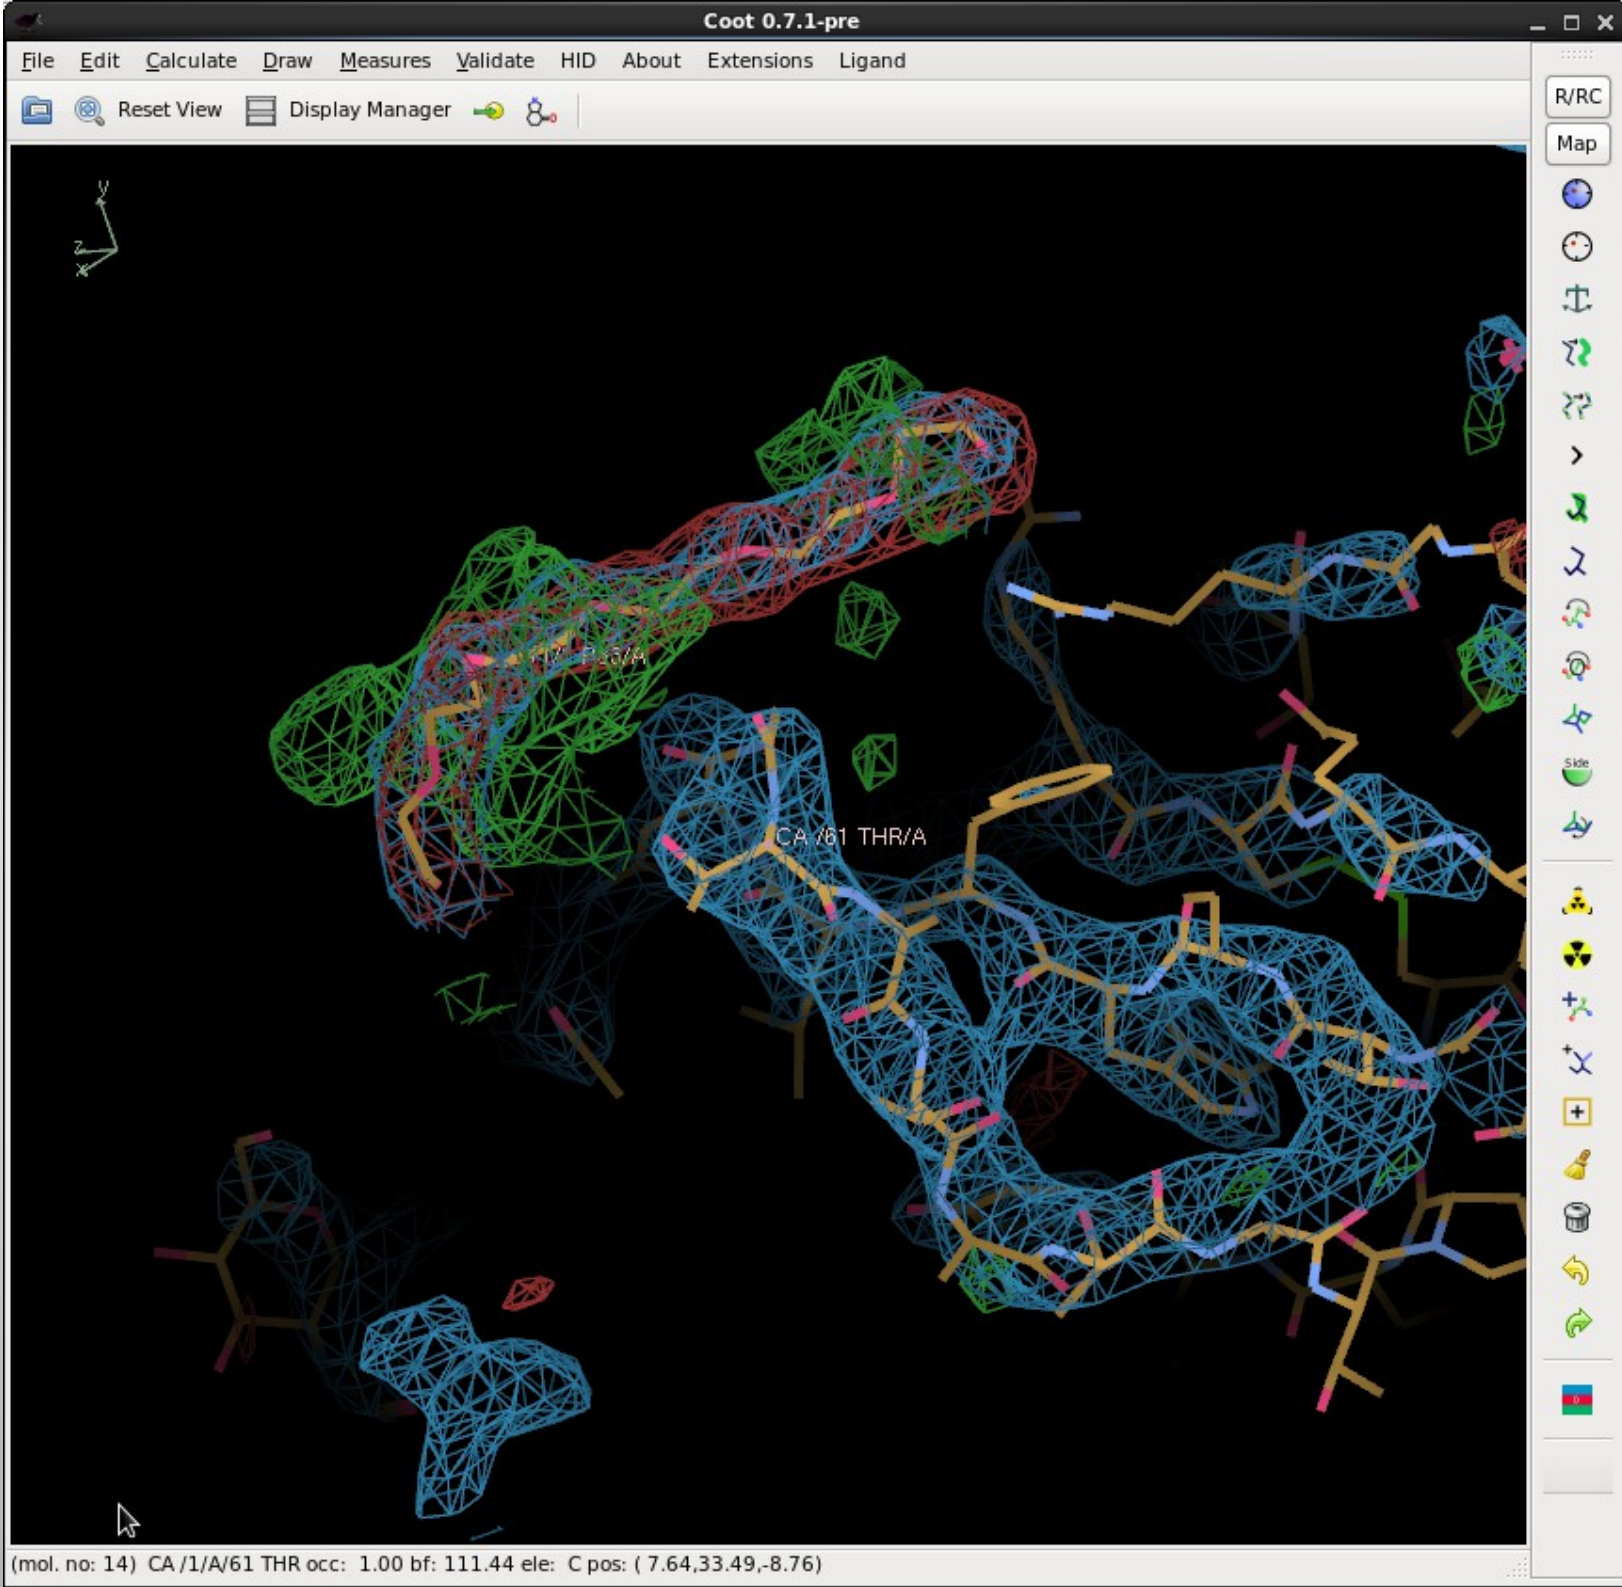 Coot 0.7.1-pre
File Edit Calculate Draw Measures Validate HID About Extensions Ligand
Reset View Display Manager
R/RC
Map
y
z
x
CA /61 THR/A
Side
(mol. no: 14) CA /1/A/61 THR occ: 1.00 bf: 111.44 ele: C pos: ( 7.64,33.49,-8.76)